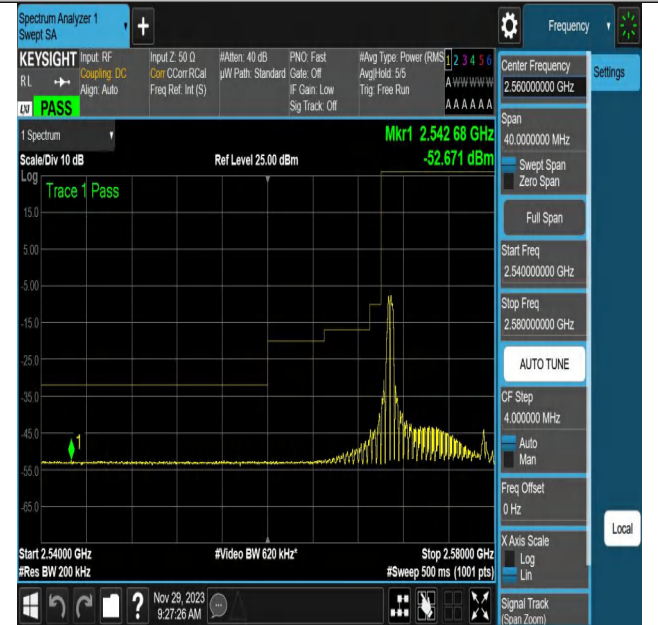 Spectrum Analyzer 1
Swept SA
+
Frequency
KEYSIGHT
RL
LXI
PASS
Input: RF
Coupling: DC
Align: Auto
Input Z: 50 Ω
Corr CCorr RCal
Freq Ref: Int (S)
#Atten: 40 dB
µW Path: Standard
PNO: Fast
Gate: Off
IF Gain: Low
Sig Track: Off
#Avg Type: Power (RMS
Avg|Hold: 5/5
Trig: Free Run
1 2 3 4 5 6
A W W W W W
A A A A A A
1 Spectrum
Scale/Div 10 dB
Ref Level 25.00 dBm
Mkr1 2.542 68 GHz
-52.671 dBm
Log
Trace 1 Pass
15.0
5.00
-5.00
-15.0
-25.0
-35.0
-45.0
-55.0
-65.0
1
Start 2.54000 GHz
#Video BW 620 kHz*
Stop 2.58000 GHz
#Res BW 200 kHz
#Sweep 500 ms (1001 pts)
Center Frequency
2.560000000 GHz
Settings
Span
40.0000000 MHz
Swept Span
Zero Span
Full Span
Start Freq
2.540000000 GHz
Stop Freq
2.580000000 GHz
AUTO TUNE
CF Step
4.000000 MHz
Auto
Man
Freq Offset
0 Hz
X Axis Scale
Log
Lin
Local
Signal Track
(Span Zoom)
?
Nov 29, 2023
9:27:26 AM